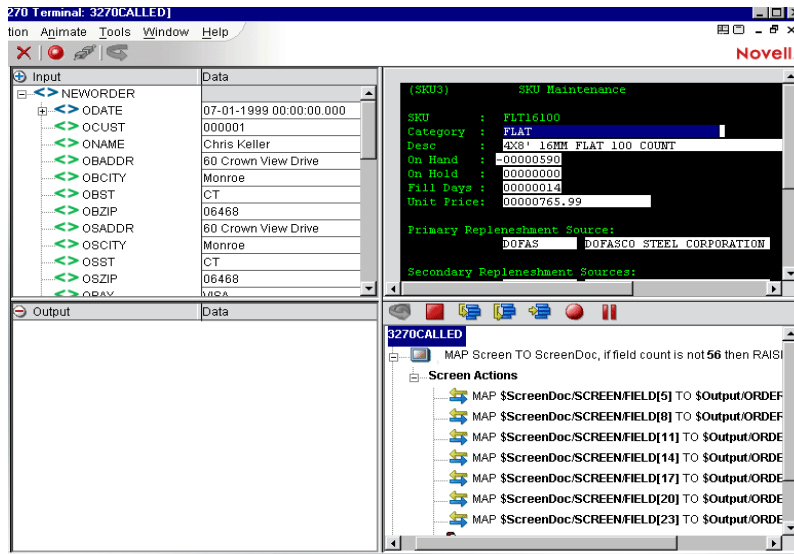 270 Terminal: 3270CALLED]
tion Animate Tools Window Help
Novell
Input Data
NEWORDER
ODATE 07-01-1999 00:00:00.000
OCUST 000001
ONAME Chris Keller
OBADDR 60 Crown View Drive
OBCITY Monroe
OBST CT
OBZIP 06468
OSADDR 60 Crown View Drive
OSCITY Monroe
OSST CT
OSZIP 06468
OPAY VISA
(SKU3) SKU Maintenance
SKU : FLT16100
Category : FLAT
Desc : 4X8' 16MM FLAT 100 COUNT
On Hand : -00000590
On Hold : 00000000
Fill Days : 00000014
Unit Price: 00000765.99
Primary Repleneshment Source:
DOFAS DOFASCO STEEL CORPORATION
Secondary Repleneshment Sources:
Output Data
3270CALLED
MAP Screen TO ScreenDoc, if field count is not 56 then RAISI
Screen Actions
MAP $ScreenDoc/SCREEN/FIELD[5] TO $Output/ORDER
MAP $ScreenDoc/SCREEN/FIELD[8] TO $Output/ORDER
MAP $ScreenDoc/SCREEN/FIELD[11] TO $Output/ORDE
MAP $ScreenDoc/SCREEN/FIELD[14] TO $Output/ORDE
MAP $ScreenDoc/SCREEN/FIELD[17] TO $Output/ORDE
MAP $ScreenDoc/SCREEN/FIELD[20] TO $Output/ORDE
MAP $ScreenDoc/SCREEN/FIELD[23] TO $Output/ORDE